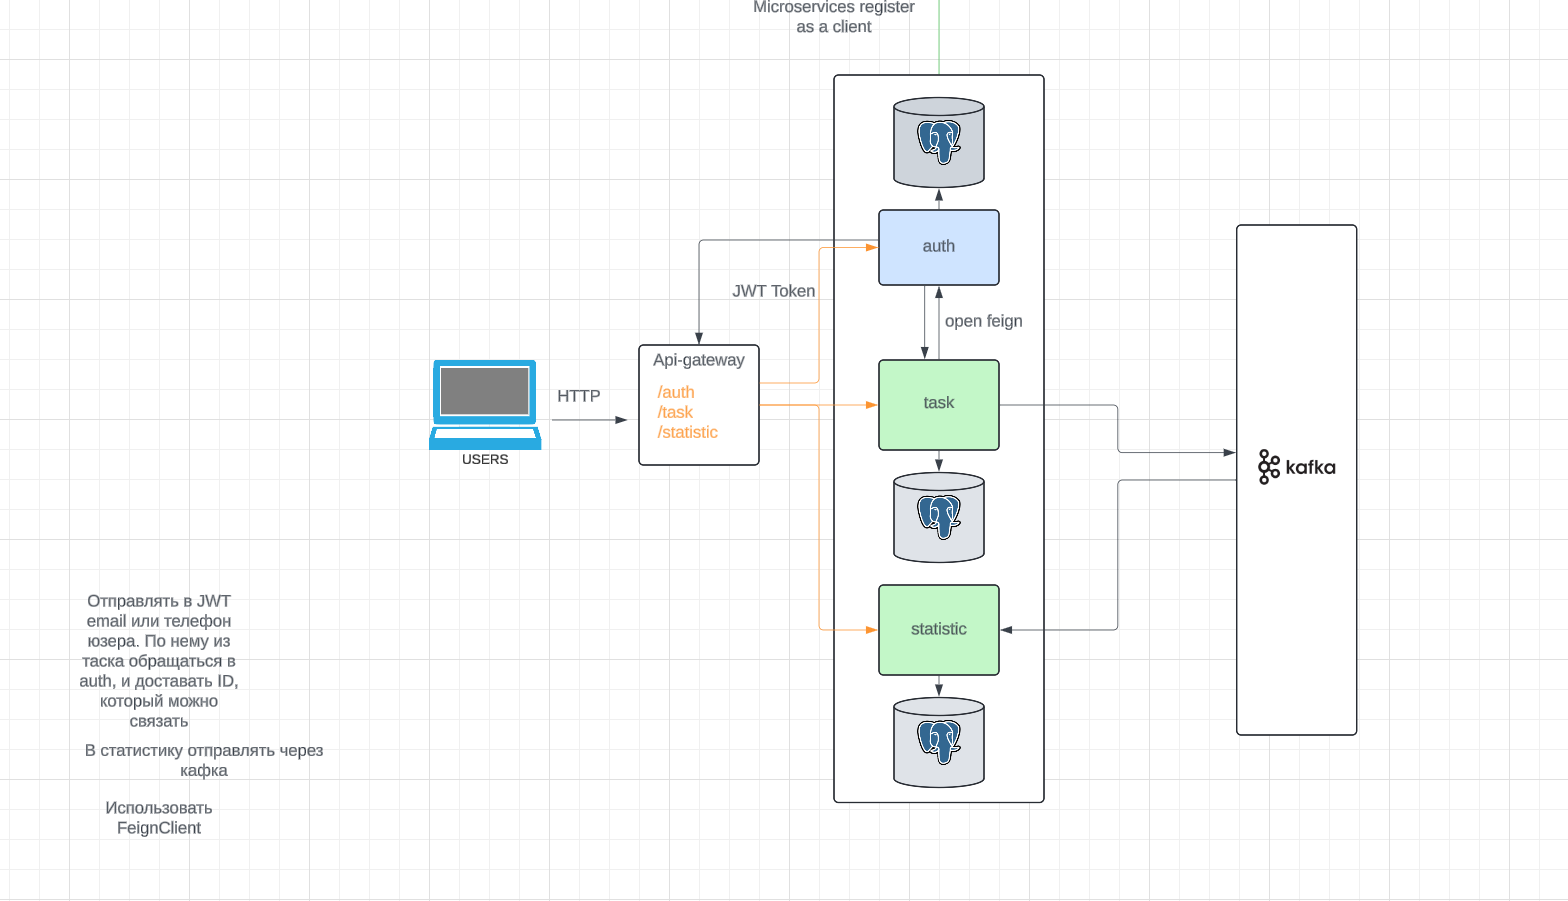 Microservices register
as a client
auth
JWT Token
open feign
Api-gateway
/auth
/task
/statistic
HTTP
USERS
task
kafka
statistic
Отправлять в JWT
email или телефон
юзера. По нему из
таска обращаться в
auth, и доставать ID,
который можно
связать
В статистику отправлять через
кафка
Использовать
FeignClient